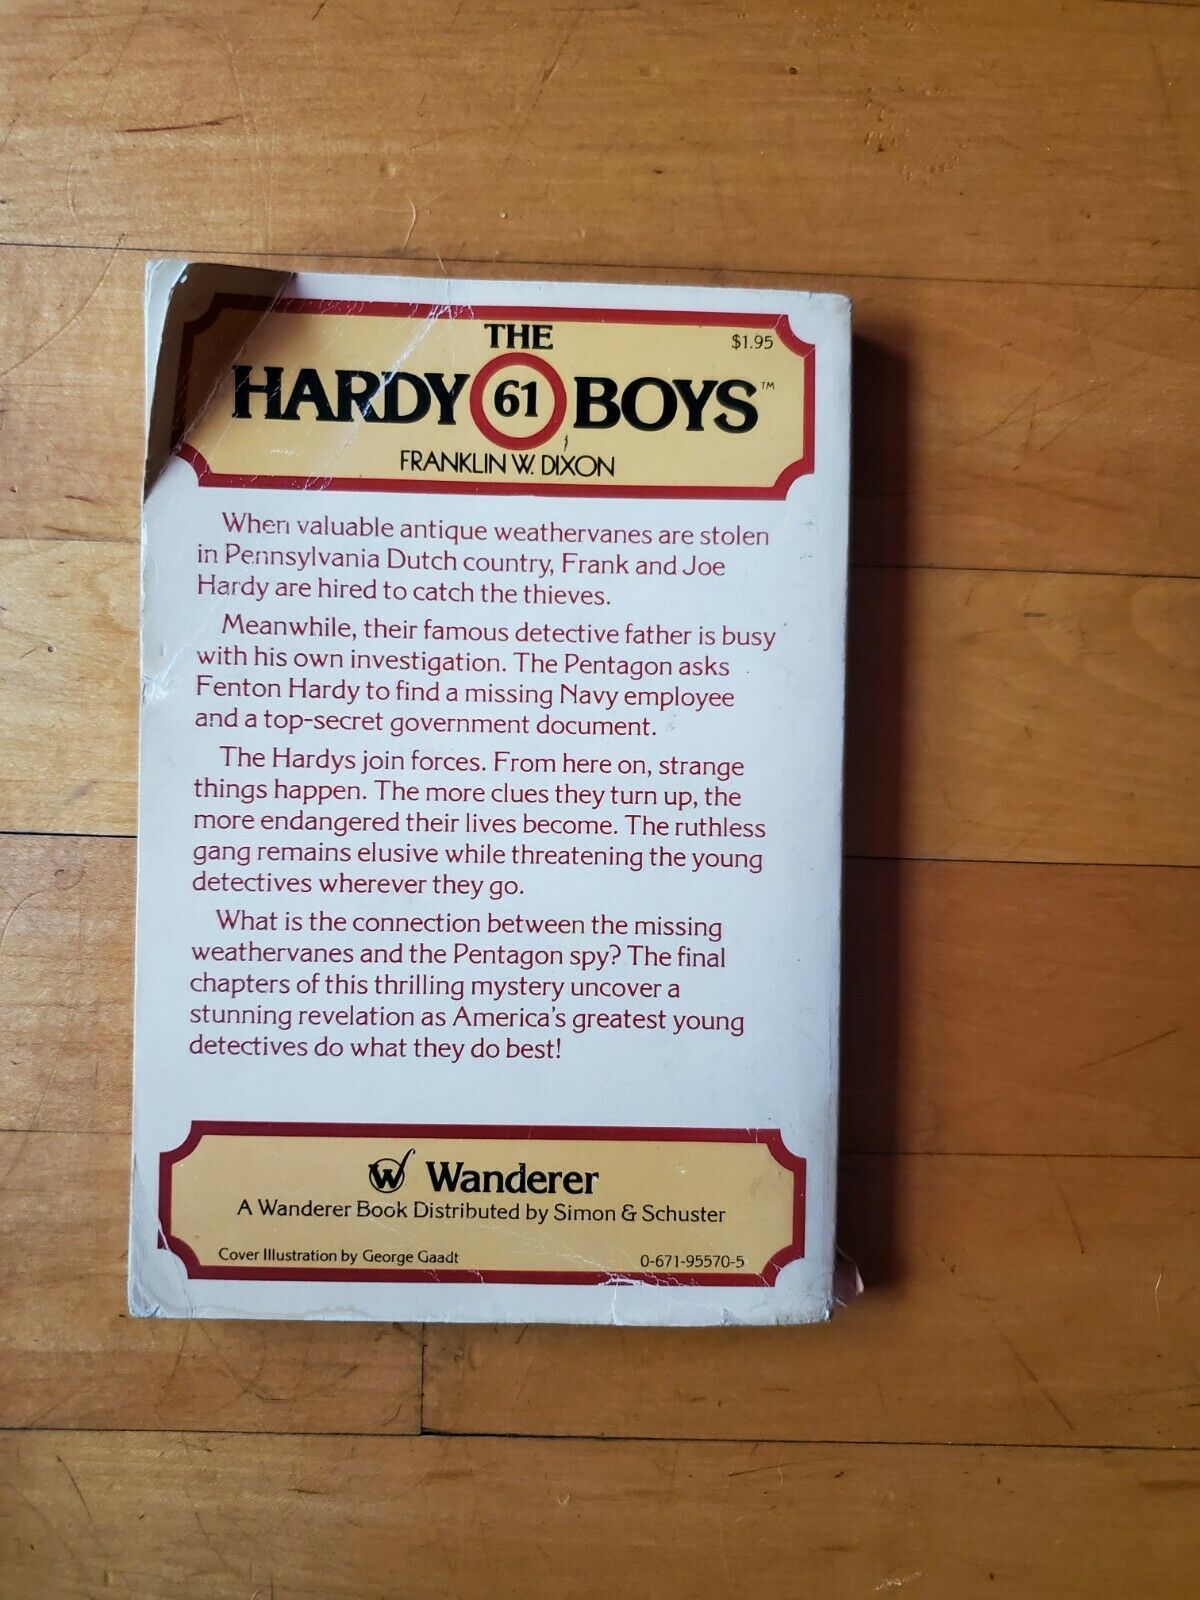 THE
$1.95
HARDY 61 BOYS™
FRANKLIN W. DIXON
When valuable antique weathervanes are stolen
in Pennsylvania Dutch country, Frank and Joe
Hardy are hired to catch the thieves.
Meanwhile, their famous detective father is busy
with his own investigation. The Pentagon asks
Fenton Hardy to find a missing Navy employee
and a top-secret government document.
The Hardys join forces. From here on, strange
things happen. The more clues they turn up, the
more endangered their lives become. The ruthless
gang remains elusive while threatening the young
detectives wherever they go.
What is the connection between the missing
weathervanes and the Pentagon spy? The final
chapters of this thrilling mystery uncover a
stunning revelation as America's greatest young
detectives do what they do best!
W Wanderer
A Wanderer Book Distributed by Simon & Schuster
Cover Illustration by George Gaadt
0-671-95570-5